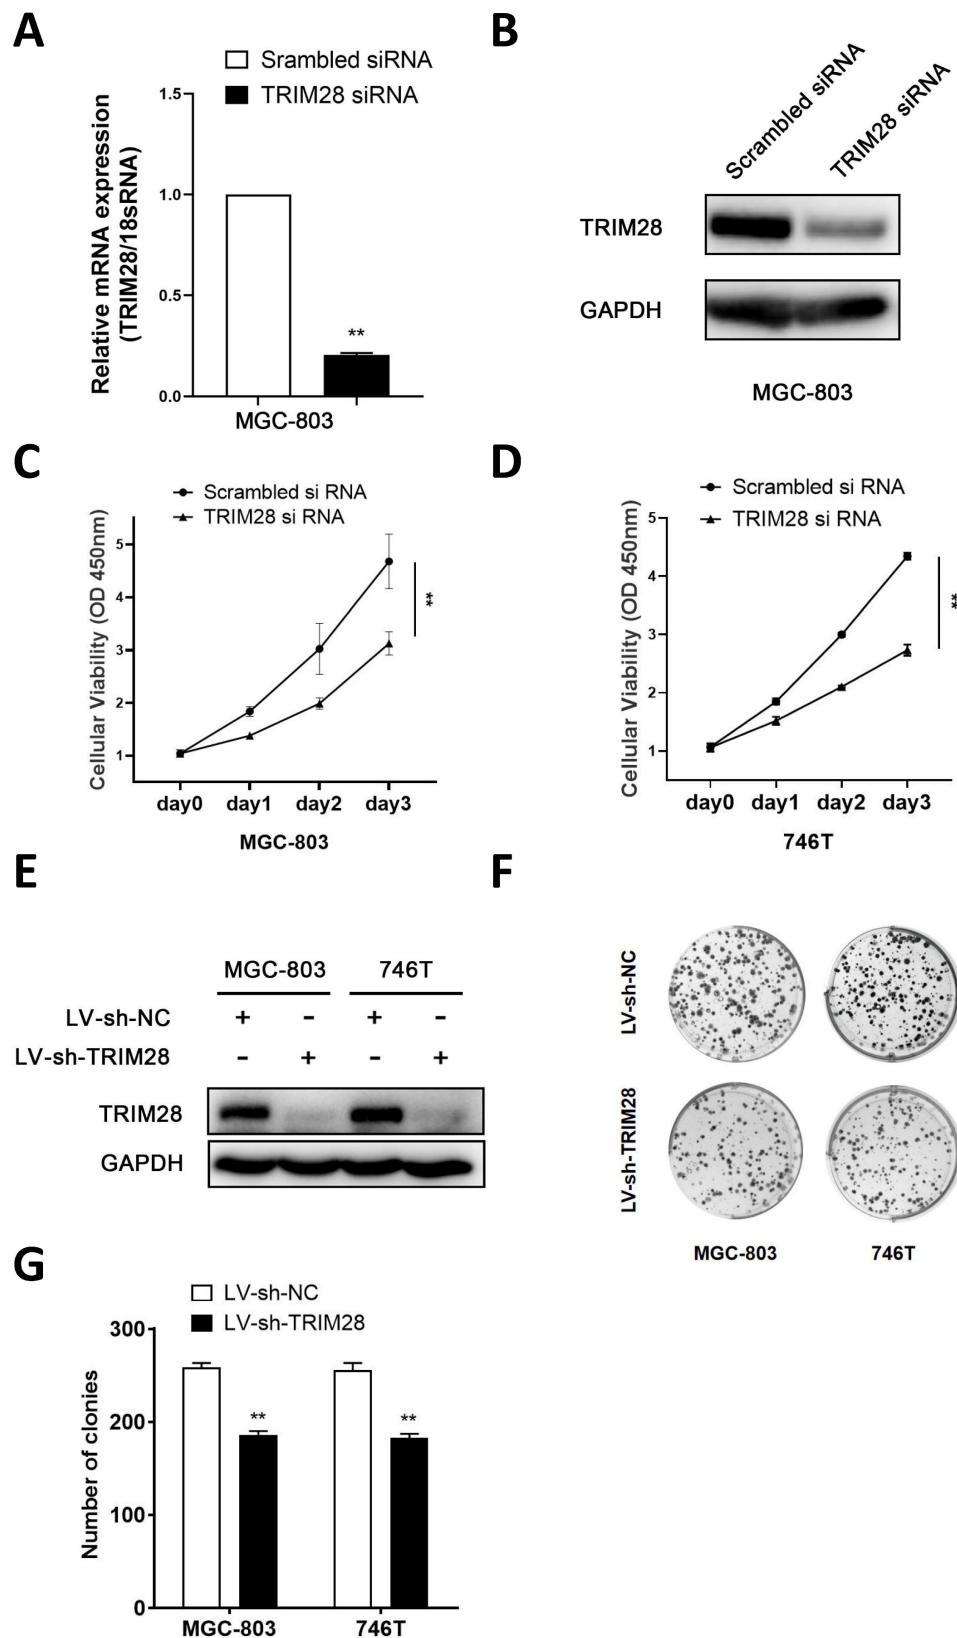 A
Srambled siRNA
TRIM28 siRNA
Relative mRNA expression
(TRIM28/18sRNA)
1.5
1.0
0.5
0.0
**
MGC-803
B
Scrambled siRNA
TRIM28 siRNA
TRIM28
GAPDH
MGC-803
C
Scrambled si RNA
TRIM28 si RNA
Cellular Viability (OD 450nm)
5
4
3
2
1
**
day0 day1 day2 day3
MGC-803
D
Scrambled si RNA
TRIM28 si RNA
Cellular Viability (OD 450nm)
5
4
3
2
1
**
day0 day1 day2 day3
746T
E
MGC-803 746T
LV-sh-NC + - + -
LV-sh-TRIM28 - + - +
TRIM28
GAPDH
F
LV-sh-NC
LV-sh-TRIM28
MGC-803 746T
G
LV-sh-NC
LV-sh-TRIM28
Number of clonies
300
200
100
0
** **
MGC-803 746T